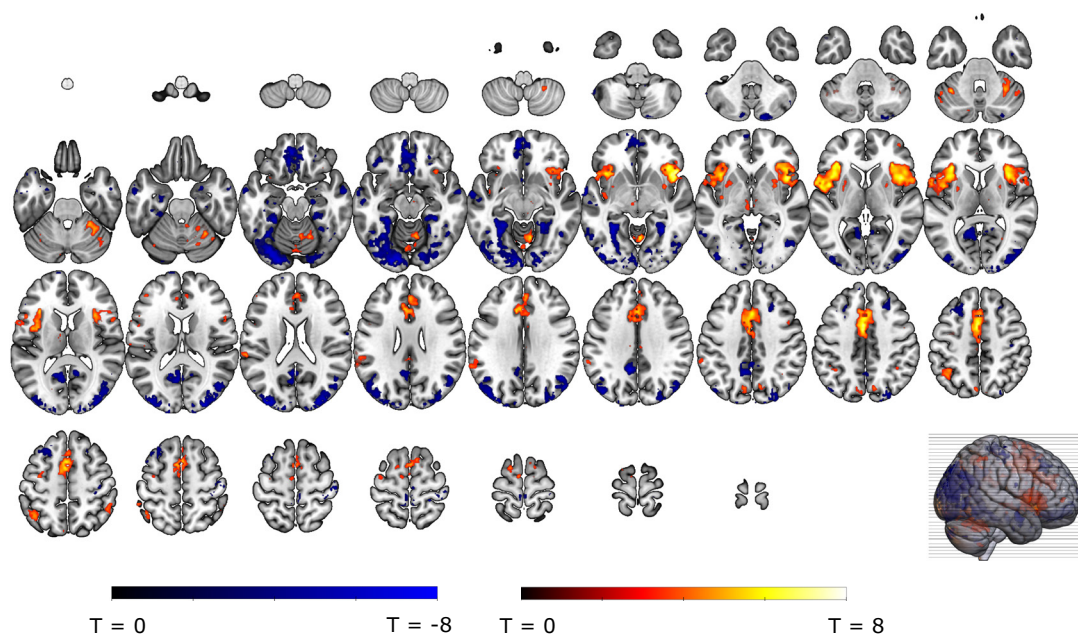 T = 0
T = -8
T = 0
T = 8